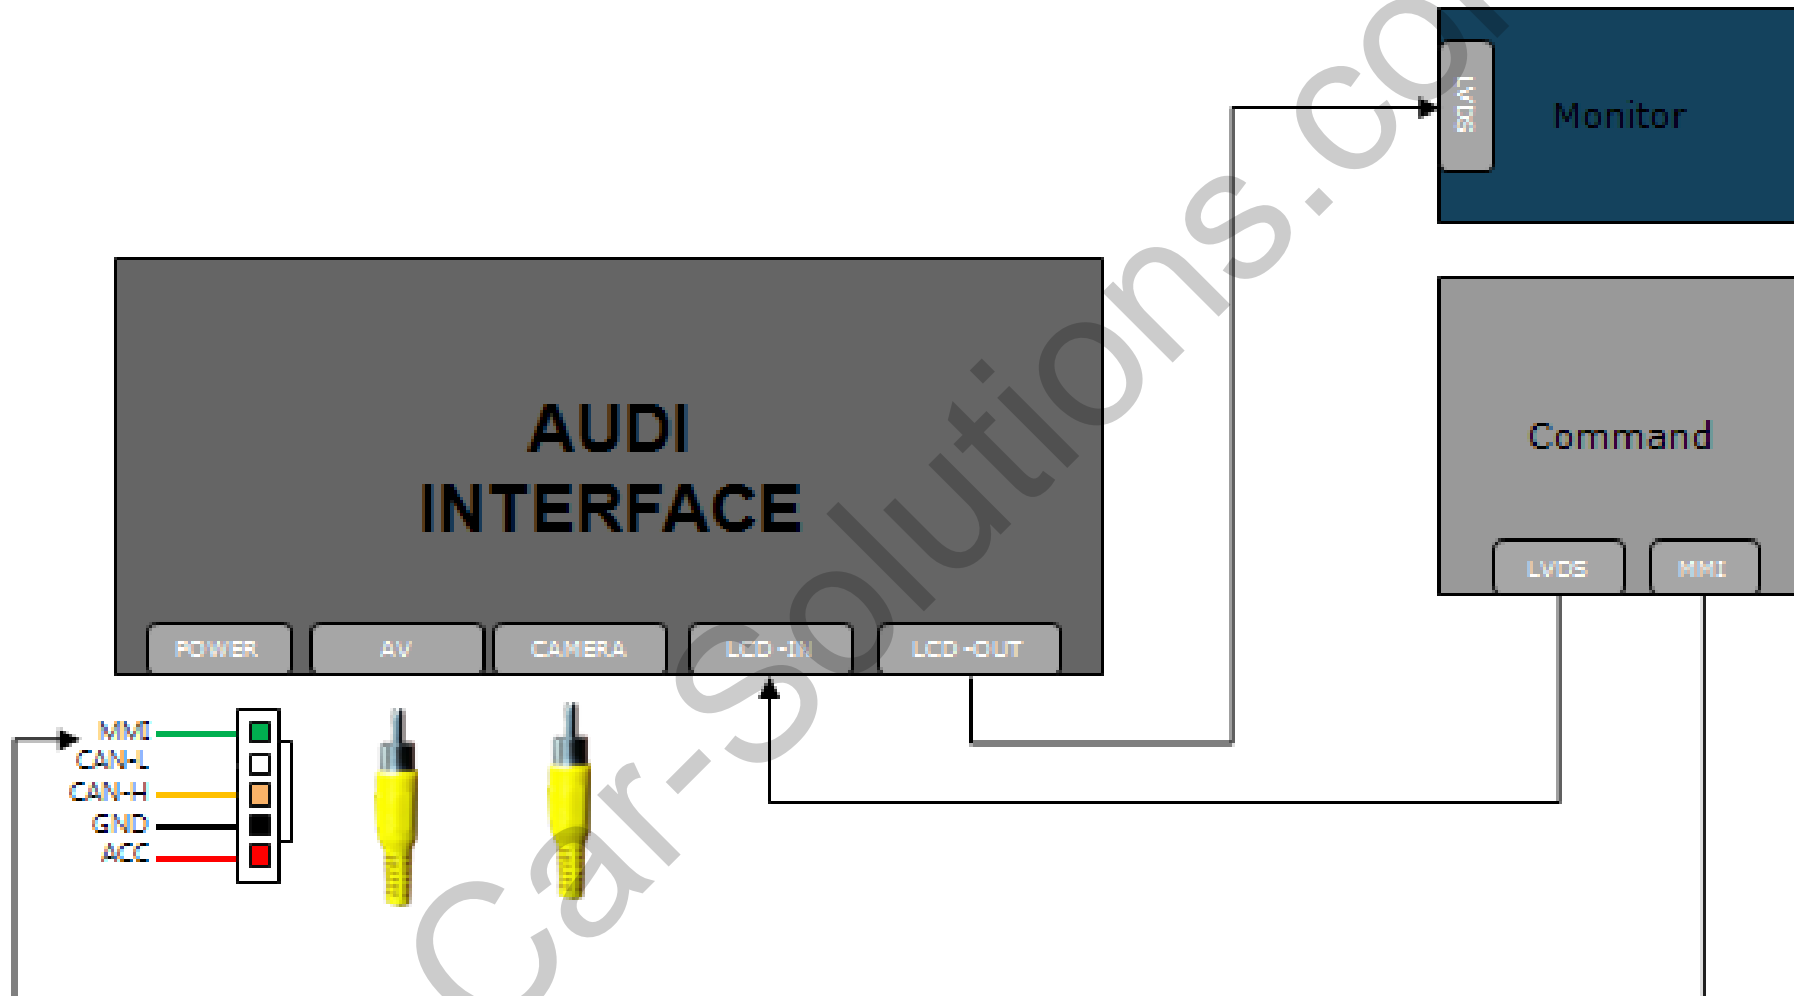 LVDS
Monitor
AUDI
INTERFACE
Command
LVDS
MMI
POWER
AV
CAMERA
LCD-IN
LCD-OUT
MMI
CAN-L
CAN-H
GND
ACC
Car-Solutions.co